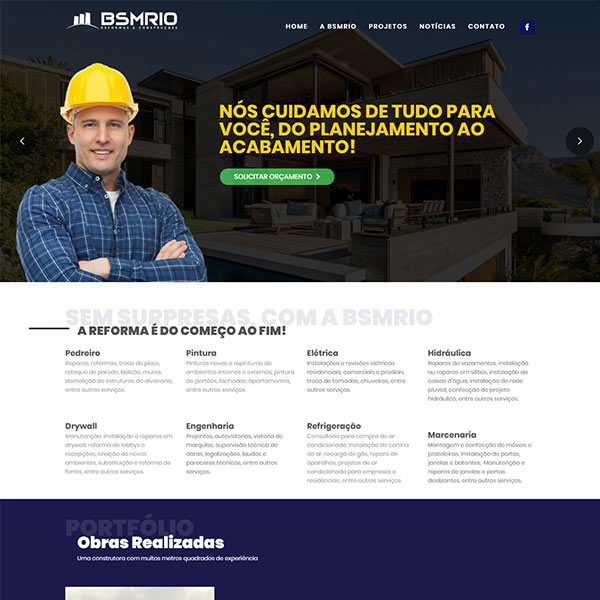 BSMRIO
REFORMAS & CONSTRUÇÕES
HOME A BSMRIO PROJETOS NOTÍCIAS CONTATO
NÓS CUIDAMOS DE TUDO PARA
VOCÊ, DO PLANEJAMENTO AO
ACABAMENTO!
SOLICITAR ORÇAMENTO
SEM SURPRESAS, COM A BSMRIO
A REFORMA É DO COMEÇO AO FIM!
Pedreiro
Reparos, reformas, troca de pisos,
rodapé de parede, balcão, muros,
demolição de estruturas de alvenaria,
entre outros serviços.
Pintura
Pinturas novas e repinturas de
ambientes internos e externos, pintura
de portões, fachadas, apartamentos,
entre outros serviços.
Elétrica
Instalações e revisões elétricas
residenciais, comerciais e prediais,
troca de tomadas, chuveiros, entre
outros serviços.
Hidráulica
Reparos de vazamentos, instalação
ou reparos em sifões, instalação de
caixa d'água, instalação de rede
pluvial, confecção de projeto
hidráulico, entre outros serviços.
Drywall
Manutenção, instalação e reparos em
drywall, reforma de lobbys e
recepções, criação de novos
ambientes, substituição e reforma de
forros, entre outros serviços.
Engenharia
Projetos, autovistorias, vistoria de
marquise, supervisão técnica de
obras, legalizações, laudos e
pareceres técnicos, entre outros
serviços.
Refrigeração
Consultoria para compra de ar
condicionado, instalação de cortina
de ar, recarga de gás, reparo de
aparelhos, projetos de ar
condicionado para empresas e
residências, entre outros serviços.
Marcenaria
Montagem e confecção de móveis e
prateleiras, instalação de portas,
janelas e batentes, Manutenção e
reparos de janelas e portas
deslizantes, entre outros serviços.
PORTFÓLIO
Obras Realizadas
Uma construtora com muitos metros quadrados de experiência